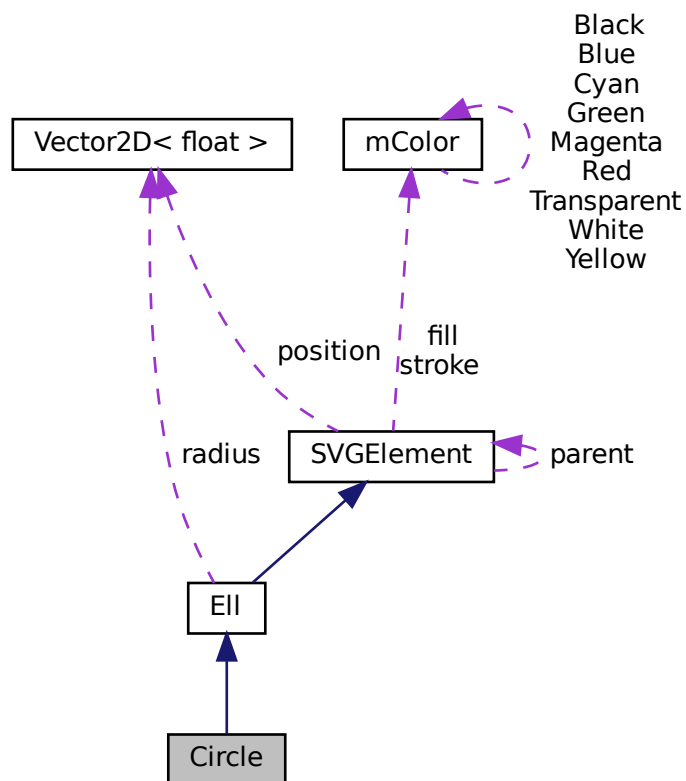 Black
Blue
Cyan
Green
Magenta
Red
Transparent
White
Yellow
Vector2D< float >
mColor
position
fill
stroke
radius
SVGElement
parent
Ell
Circle